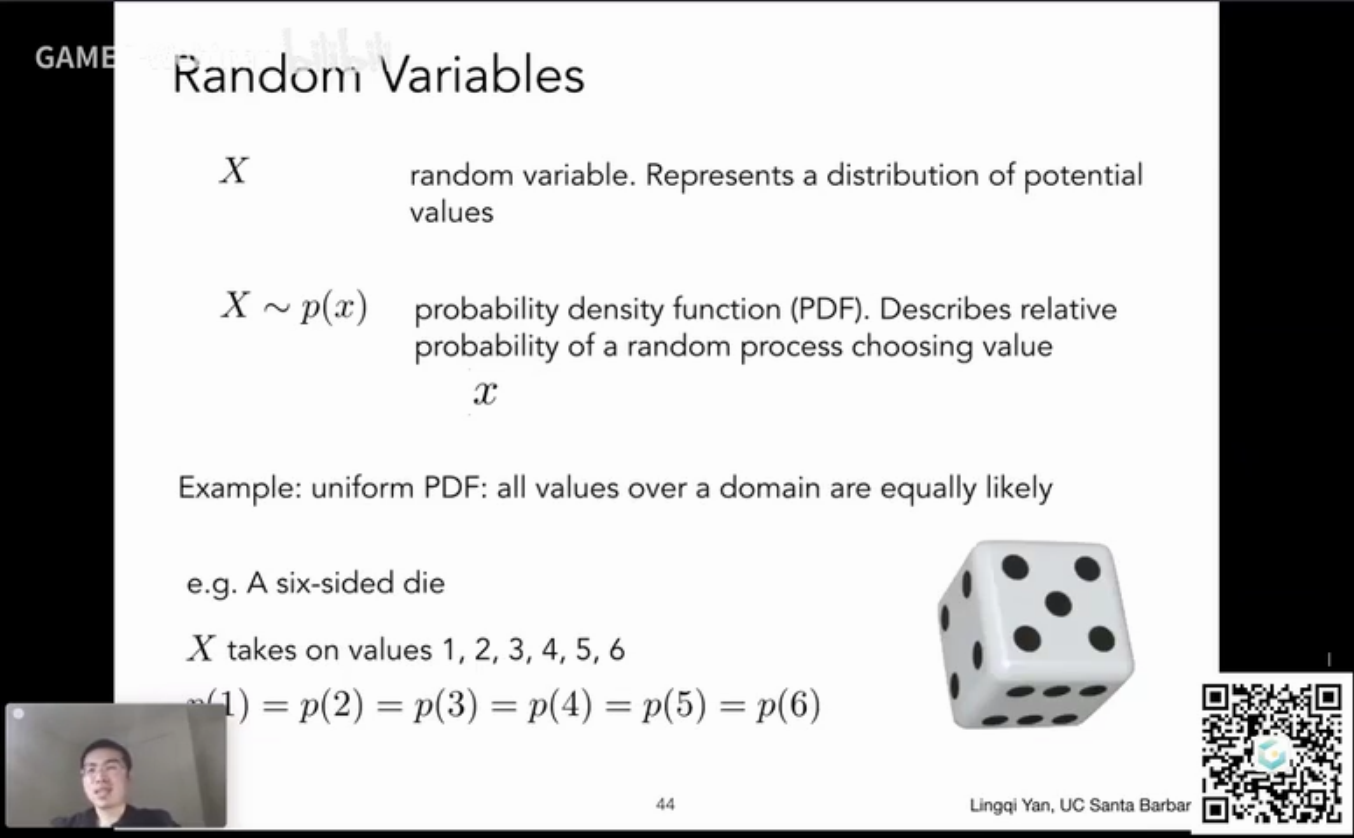 GAME
Random Variables
X random variable. Represents a distribution of potential
values
X ∼ p(x) probability density function (PDF). Describes relative
probability of a random process choosing value
x
Example: uniform PDF: all values over a domain are equally likely
e.g. A six-sided die
X takes on values 1, 2, 3, 4, 5, 6
p(1) = p(2) = p(3) = p(4) = p(5) = p(6)
44
Lingqi Yan, UC Santa Barbar